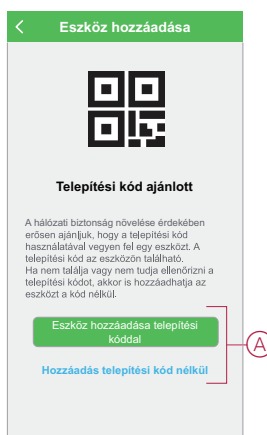 Eszköz hozzáadása
Telepítési kód ajánlott
A hálózati biztonság növelése érdekében
erősen ajánljuk, hogy a telepítési kód
használatával vegyen fel egy eszközt. A
telepítési kód az eszközön található.
Ha nem találja vagy nem tudja ellenőrizni a
telepítési kódot, akkor is hozzáadhatja az
eszközt a kód nélkül.
Eszköz hozzáadása telepítési
kóddal
A
Hozzáadás telepítési kód nélkül